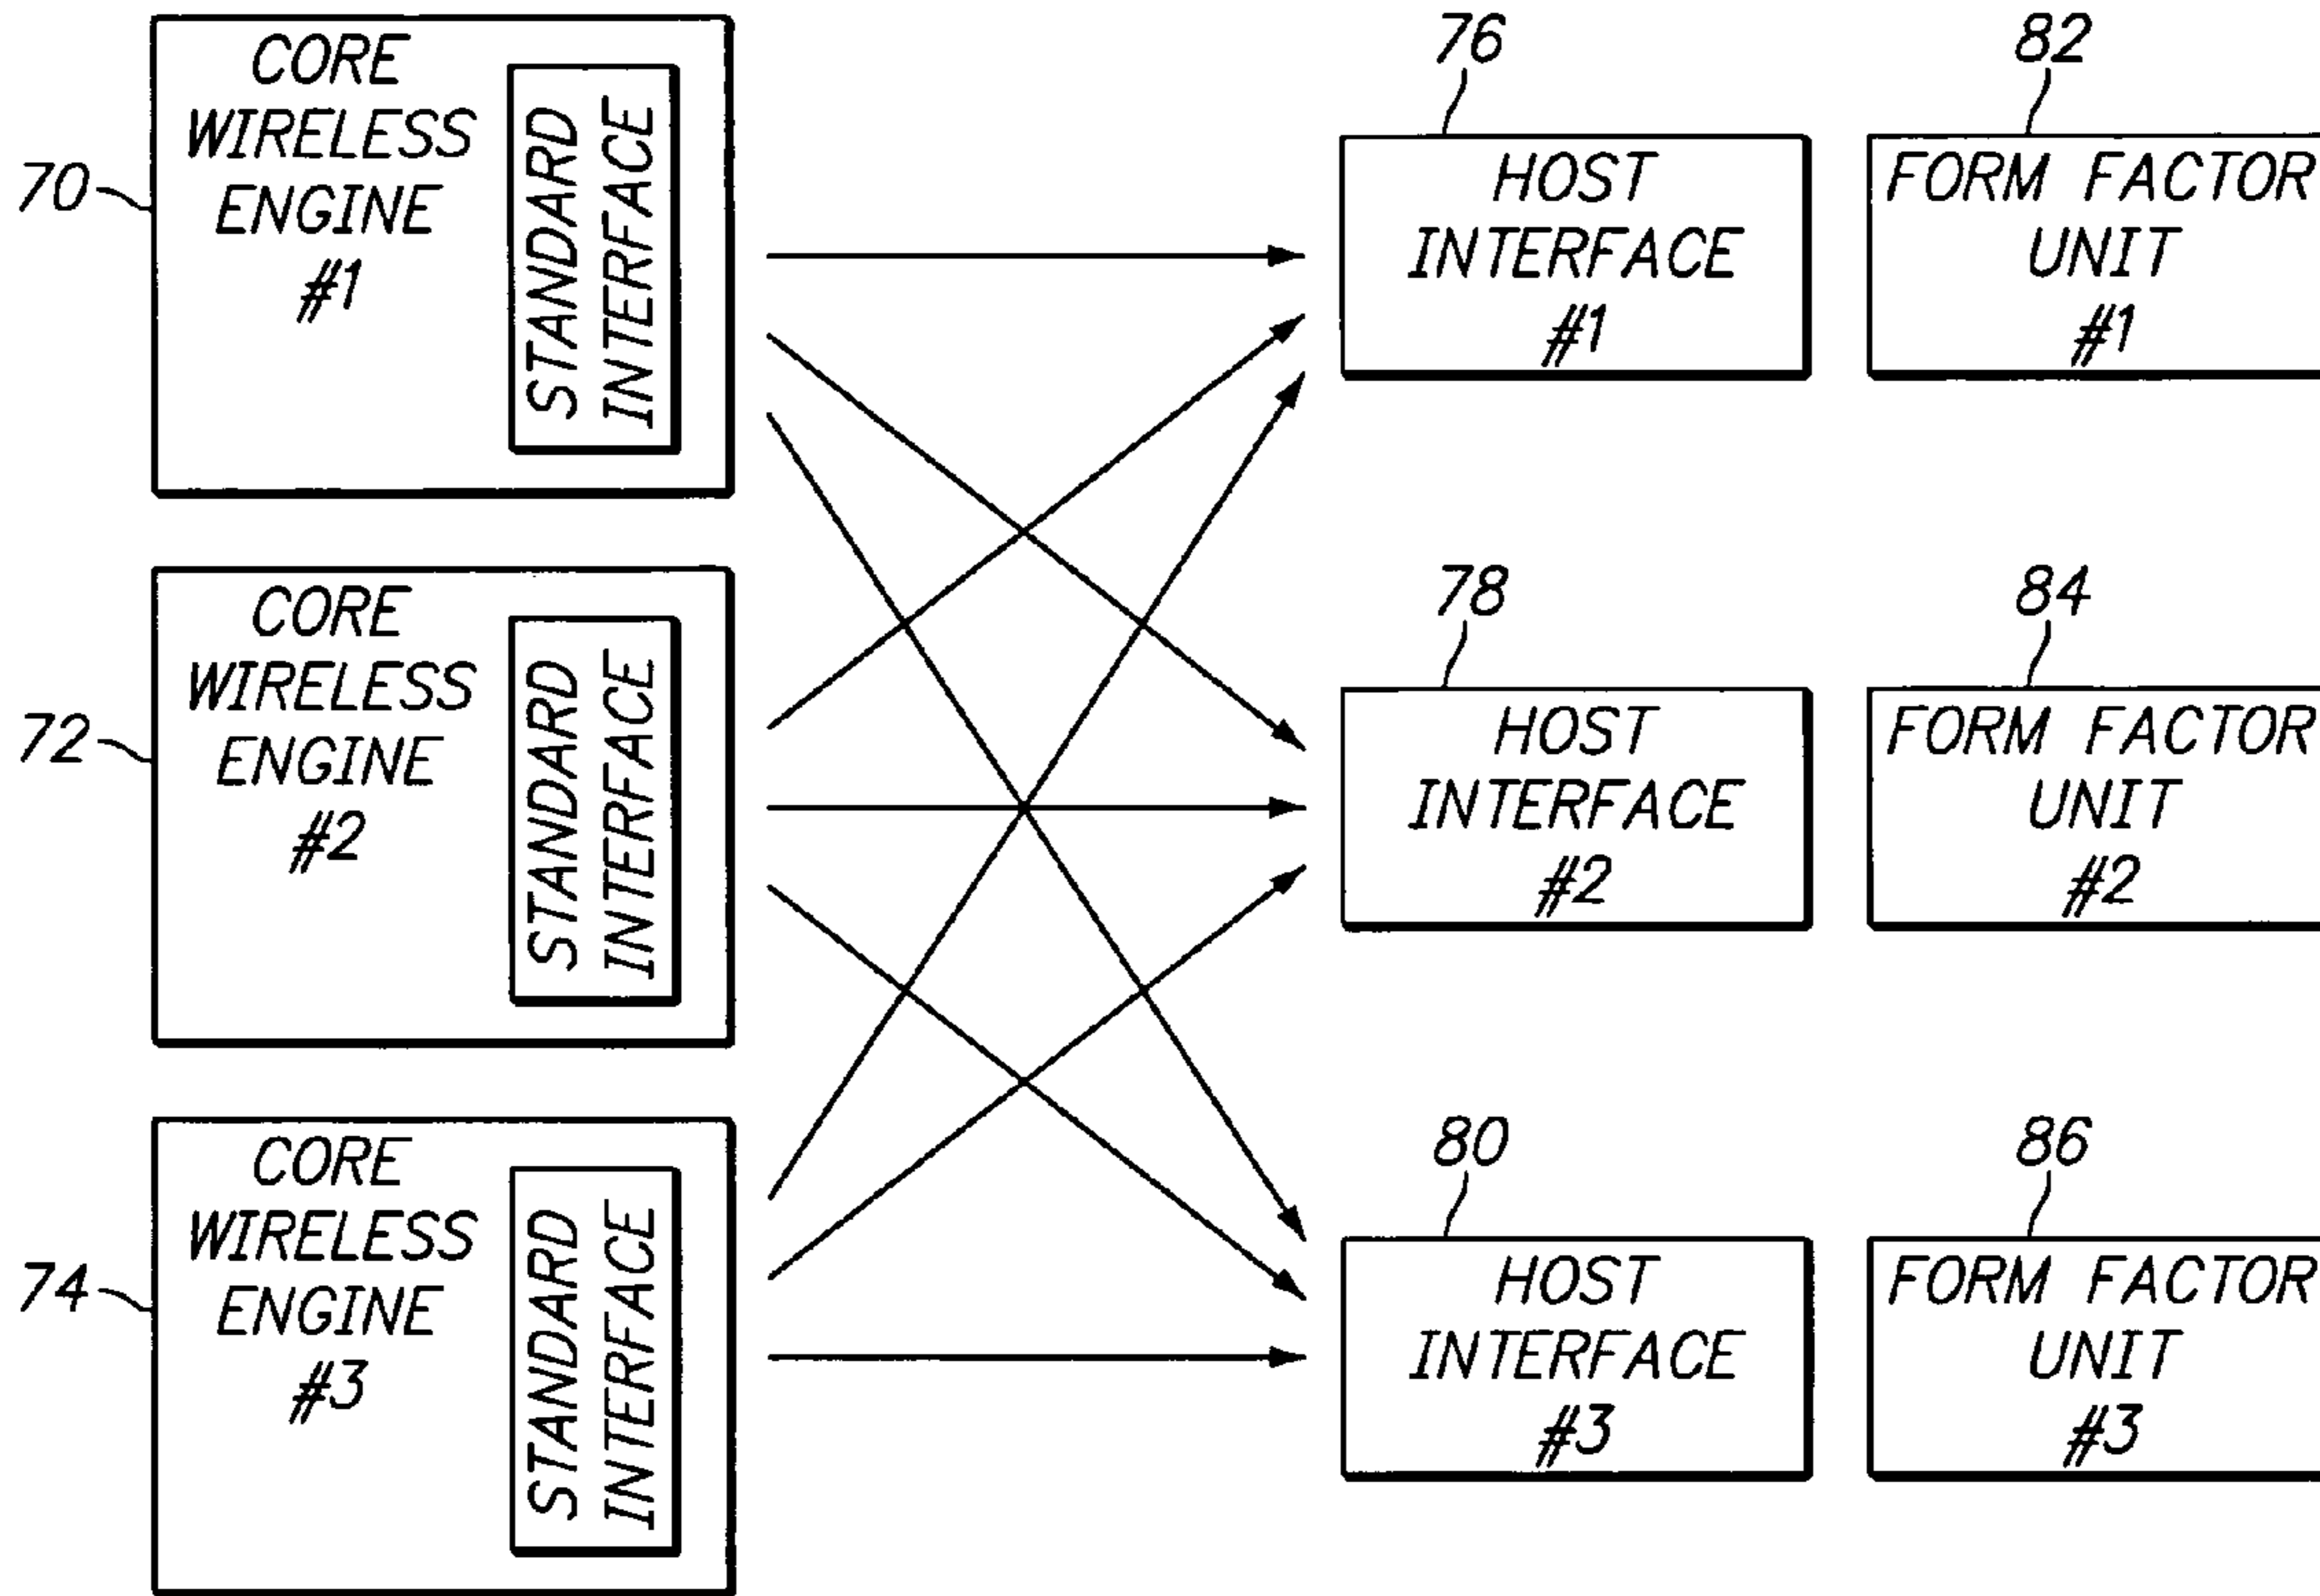 70
CORE
WIRELESS
ENGINE
#1
STANDARD
INTERFACE
76
HOST
INTERFACE
#1
82
FORM FACTOR
UNIT
#1
72
CORE
WIRELESS
ENGINE
#2
STANDARD
INTERFACE
78
HOST
INTERFACE
#2
84
FORM FACTOR
UNIT
#2
74
CORE
WIRELESS
ENGINE
#3
STANDARD
INTERFACE
80
HOST
INTERFACE
#3
86
FORM FACTOR
UNIT
#3